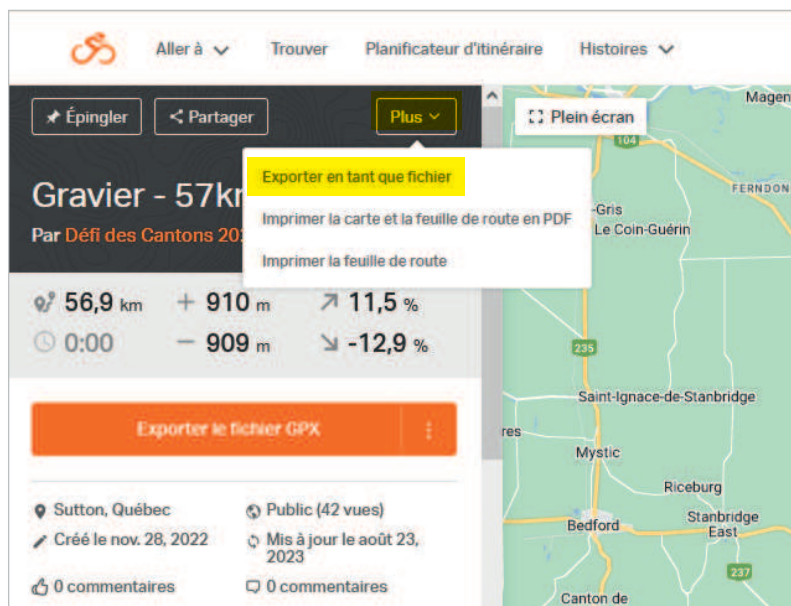 Aller à
Trouver
Planificateur d'itinéraire
Histoires
Épingler
Partager
Plus
Exporter en tant que fichier
Imprimer la carte et la feuille de route en PDF
Imprimer la feuille de route
Gravier - 57k
Par Défi des Cantons 20
56,9 km
+ 910 m
11,5 %
0:00
- 909 m
-12,9 %
Exporter le fichier GPX
Sutton, Québec
Public (42 vues)
Créé le nov. 28, 2022
Mis à jour le août 23,
2023
0 commentaires
0 commentaires
Plein écran
Magen
104
FERNDON
-Gris
Le Coin-Guérin
235
Saint-Ignace-de-Stanbridge
res
Mystic
Riceburg
Bedford
Stanbridge
East
237
Canton de